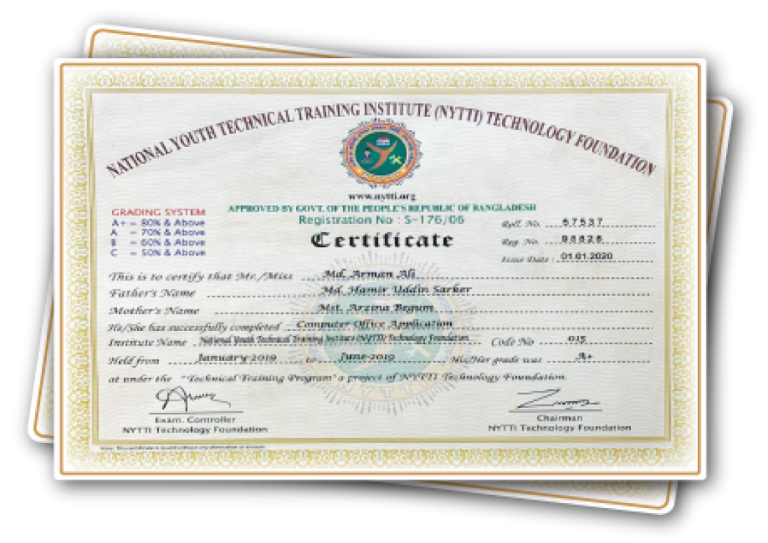 NATIONAL YOUTH TECHNICAL TRAINING INSTITUTE (NYTTI) TECHNOLOGY FOUNDATION
www.nytti.org
APPROVED BY GOVT. OF THE PEOPLE'S REPUBLIC OF BANGLADESH
Registration No : S-176/06
Certificate
GRADING SYSTEM
A+ = 80% & Above
A = 70% & Above
B = 60% & Above
C = 50% & Above
Roll. No. 67537
Reg. No. 98828
Issue Date : 01.01.2020
This is to certify that Mr./Miss Md. Arman Ali
Father's Name Md. Hamir Uddin Sarker
Mother's Name Mst. Arzina Begum
He/She has successfully completed Computer Office Application
Institute Name National Youth Technical Training Institute (NYTTI) Technology Foundation Code No 015
Held from January-2019 to June-2019 His/Her grade was A+
at under the "Technical Training Program" a project of NYTTI Technology Foundation.
Exam. Controller
NYTTI Technology Foundation
Chairman
NYTTI Technology Foundation